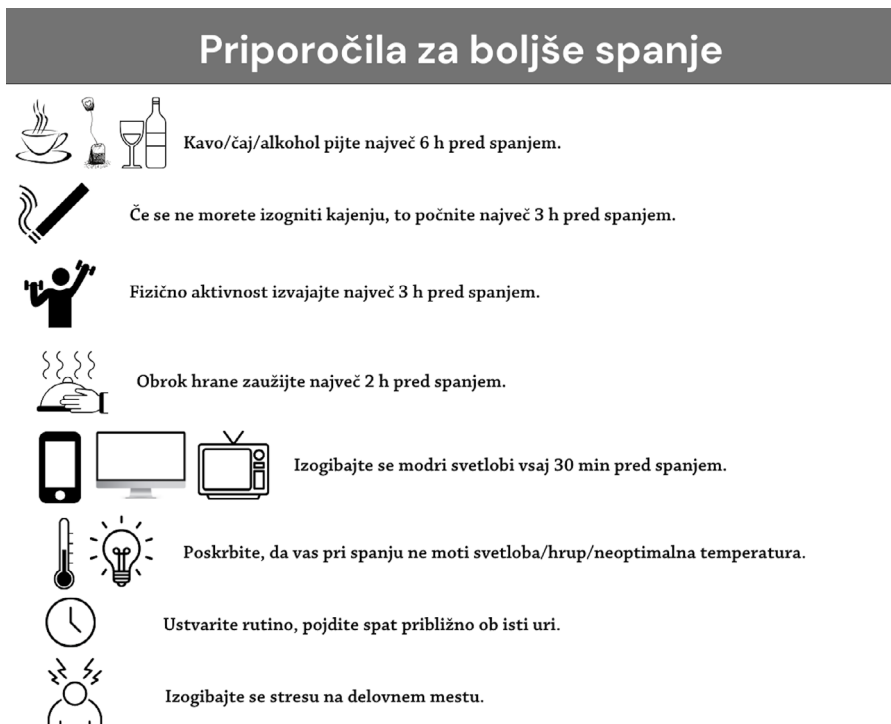 Priporočila za boljše spanje
Kavo/čaj/alkohol pijte največ 6 h pred spanjem.
Če se ne morete izogniti kajenju, to počnite največ 3 h pred spanjem.
Fizično aktivnost izvajajte največ 3 h pred spanjem.
Obrok hrane zaužijte največ 2 h pred spanjem.
Izogibajte se modri svetlobi vsaj 30 min pred spanjem.
Poskrbite, da vas pri spanju ne moti svetloba/hrup/neoptimalna temperatura.
Ustvarite rutino, pojdite spat približno ob isti uri.
Izogibajte se stresu na delovnem mestu.